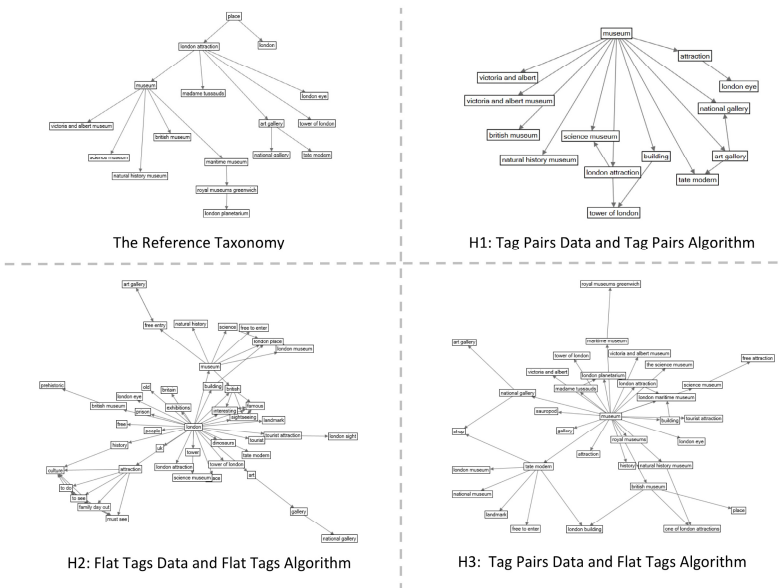 place
london attraction
london
museum
madame tussauds
london eye
victoria and albert museum
british museum
art gallery
tower of london
science museum
natural history museum
maritime museum
national gallery
tate modern
royal museums greenwich
london planetarium
The Reference Taxonomy
museum
attraction
victoria and albert
london eye
victoria and albert museum
national gallery
british museum
science museum
natural history museum
building
art gallery
london attraction
tate modern
tower of london
H1: Tag Pairs Data and Tag Pairs Algorithm
art gallery
free entry
natural history
science
free to enter
london place
london museum
museum
prehistoric
old
britain
building
british
london eye
british museum
prison
exhibitions
interesting
famous
sightseeing
landmark
free
people
london
tourist attraction
london sight
history
uk
dinosaurs
tourist
tower
tate modern
culture
attraction
london attraction
tower of london
science museum
art
to do
to see
family day out
must see
gallery
national gallery
H2: Flat Tags Data and Flat Tags Algorithm
royal museums greenwich
art gallery
maritime museum
tower of london
victoria and albert museum
the science museum
free attraction
victoria and albert
london planetarium
madame tussauds
london attraction
science museum
national gallery
london maritime museum
europod
museum
building
tourist attraction
gallery
royal museums
london eye
attraction
london museum
tate modern
history
natural history museum
british museum
national museum
landmark
place
free to enter
london building
one of london attractions
H3: Tag Pairs Data and Flat Tags Algorithm